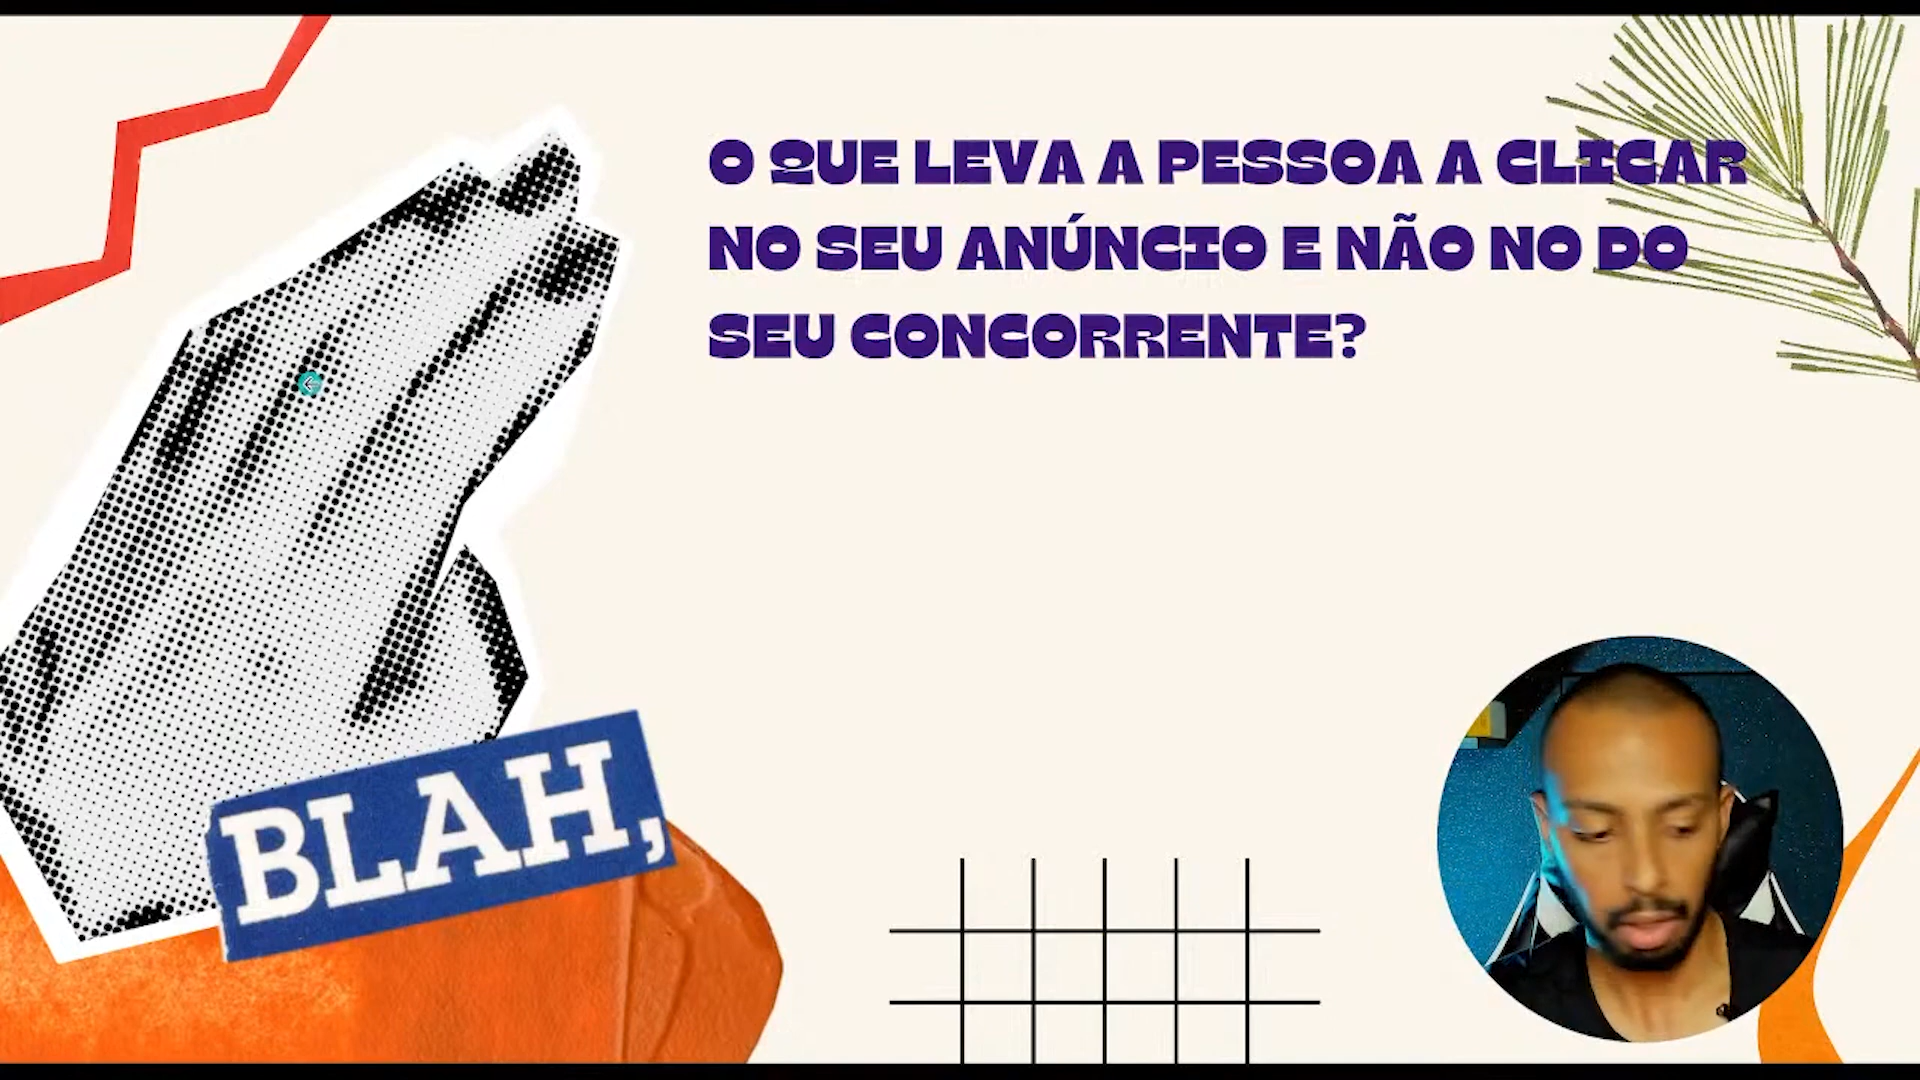 O QUE LEVA A PESSOA A CLICAR
NO SEU ANÚNCIO E NÃO NO DO
SEU CONCORRENTE?
BLAH,